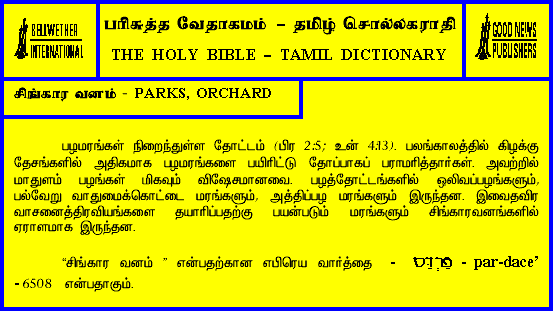 BELLWETHER
INTERNATIONAL
பரிசுத்த வேதாகமம் – தமிழ் சொல்லகராதி
THE HOLY BIBLE – TAMIL DICTIONARY
GOOD NEWS
PUBLISHERS
சிங்கார வனம் - PARKS, ORCHARD
பழமரங்கள் நிறைந்துள்ள தோட்டம் (பிர 2:5; உன் 4:13). பலங்காலத்தில் கிழக்கு
தேசங்களில் அதிகமாக பழமரங்களை பயிரிட்டு தோப்பாகப் பராமரித்தார்கள். அவற்றில்
மாதுளம் பழங்கள் மிகவும் விஷேசமானவை. பழத்தோட்டங்களில் ஒலிவப்பழங்களும்,
பல்வேறு வாதுமைக்கொட்டை மரங்களும், அத்திப்பழ மரங்களும் இருந்தன. இவைதவிர
வாசனைத்திரவியங்களை தயாரிப்பதற்கு பயன்படும் மரங்களும் சிங்காரவனங்களில்
ஏராளமாக இருந்தன.
“சிங்கார வனம் ” என்பதற்கான எபிரெய வார்த்தை - פרדס - par-dace’
- 6508 என்பதாகும்.